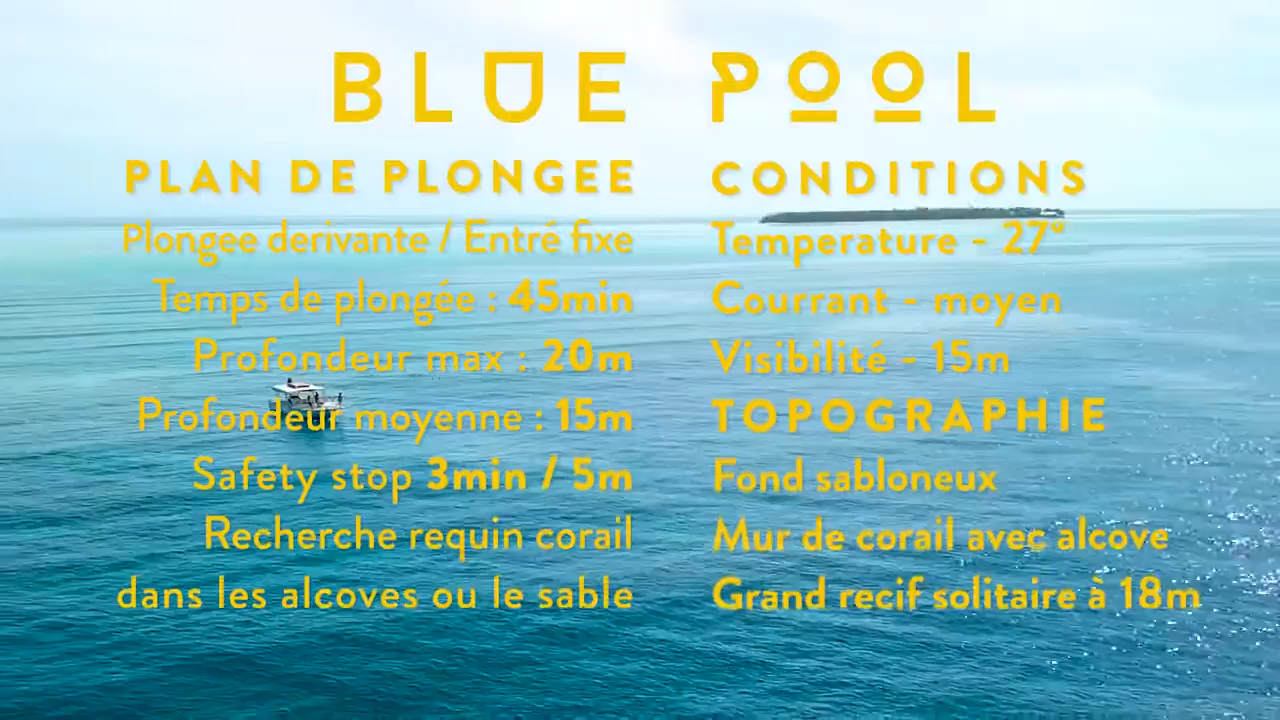 BLUE POOL
PLAN DE PLONGEE
Plongee derivante / Entré fixe
Temps de plongée : 45min
Profondeur max : 20m
Profondeur moyenne : 15m
Safety stop 3min / 5m
Recherche requin corail
dans les alcoves ou le sable
CONDITIONS
Temperature - 27°
Courrant - moyen
Visibilité - 15m
TOPOGRAPHIE
Fond sabloneux
Mur de corail avec alcove
Grand recif solitaire à 18m